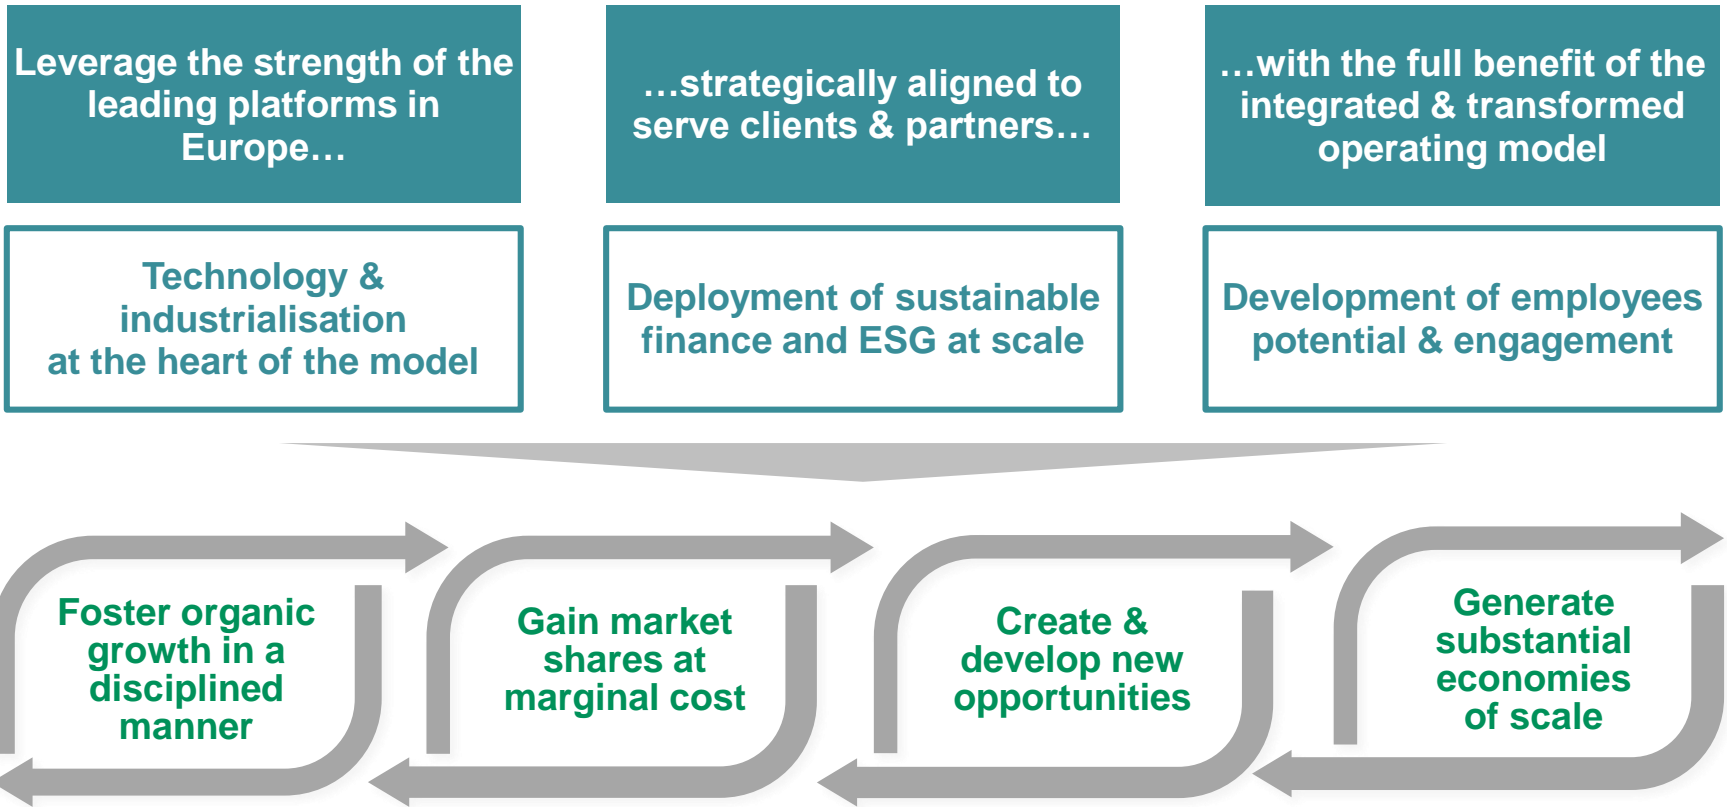 Leverage the strength of the
leading platforms in
Europe…
…strategically aligned to
serve clients & partners…
…with the full benefit of the
integrated & transformed
operating model
Technology &
industrialisation
at the heart of the model
Deployment of sustainable
finance and ESG at scale
Development of employees
potential & engagement
Foster organic
growth in a
disciplined
manner
Gain market
shares at
marginal cost
Create &
develop new
opportunities
Generate
substantial
economies
of scale